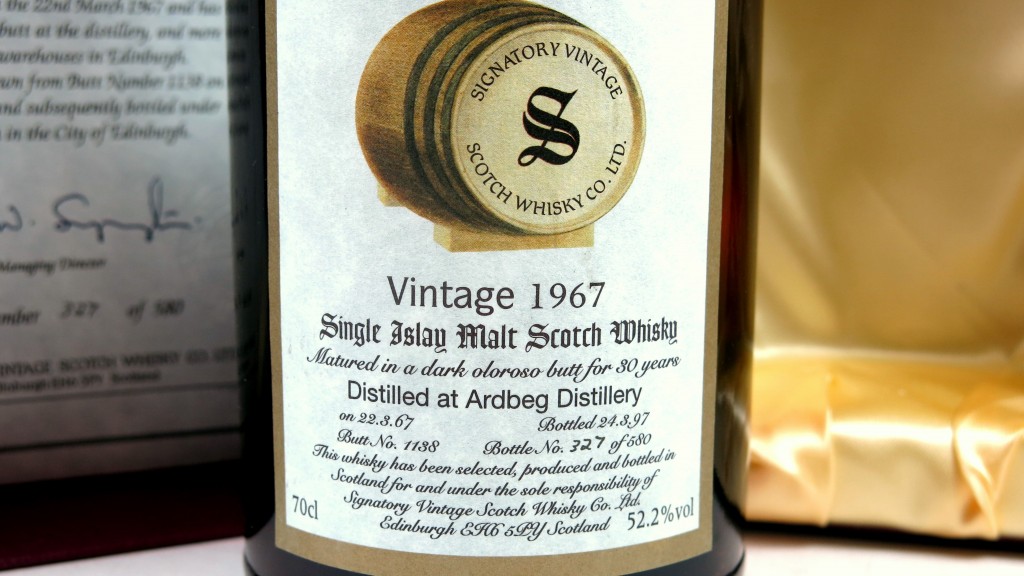 the 22nd March 1967 and has
butt at the distillery, and
warehouses in Edinburgh.
from Butt Number 1138 on
and subsequently bottled under
in the City of Edinburgh.
Managing Director
327 of 580
VINTAGE SCOTCH WHISKY CO. LTD
Scotland
SIGNATORY VINTAGE
S
SCOTCH WHISKY CO. LTD.
Vintage 1967
Single Islay Malt Scotch Whisky
Matured in a dark oloroso butt for 30 years
Distilled at Ardbeg Distillery
on 22.3.67 Bottled 24.3.97
Butt No. 1138 Bottle No. 327 of 580
This whisky has been selected, produced and bottled in
Scotland for and under the sole responsibility of
Signatory Vintage Scotch Whisky Co. Ltd.
Edinburgh EH6 5PY Scotland
70cl 52.2%vol